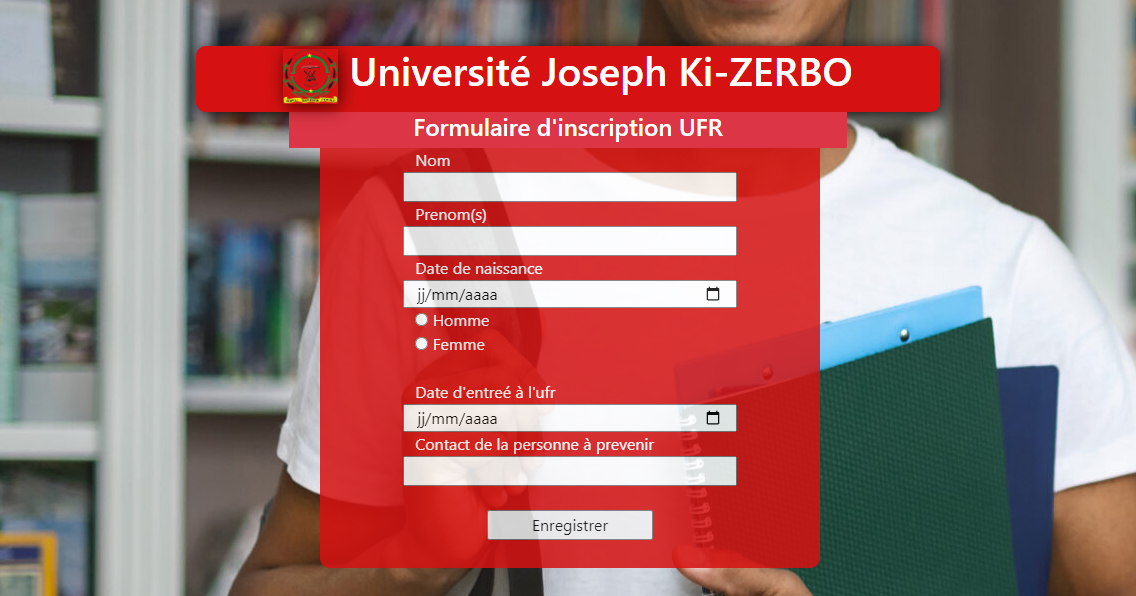 Université Joseph Ki-ZERBO
Formulaire d'inscription UFR
Nom
Prenom(s)
Date de naissance
jj/mm/aaaa
Homme
Femme
Date d'entreé à l'ufr
jj/mm/aaaa
Contact de la personne à prevenir
Enregistrer